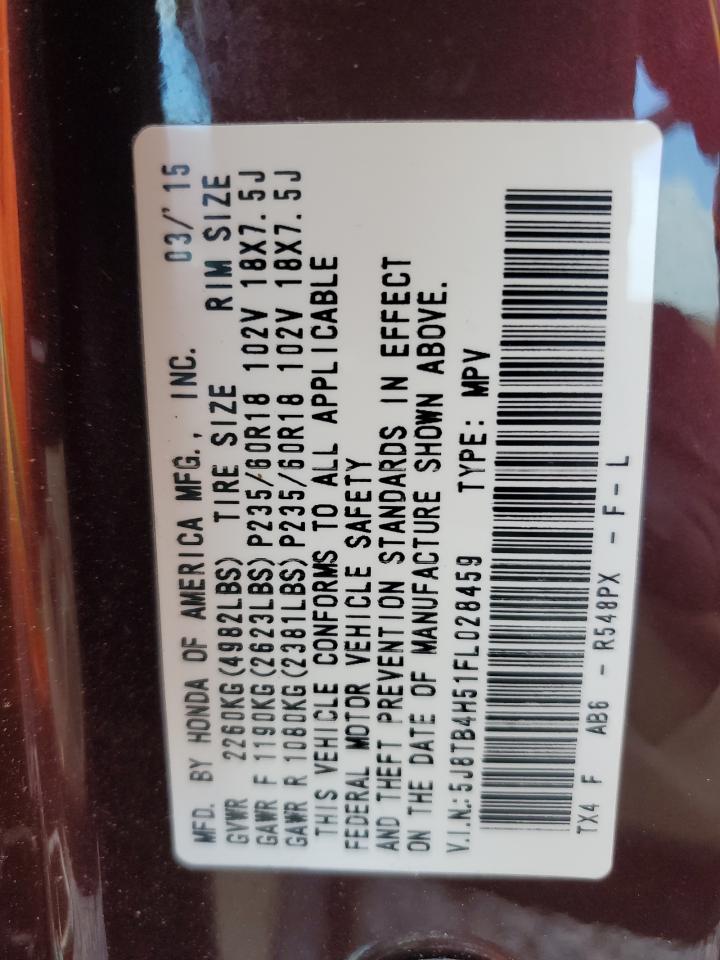 MFD. BY HONDA OF AMERICA MFG., INC. 03/'15
GVWR 2260KG(4982LBS) TIRE SIZE RIM SIZE
GAWR F 1190KG(2623LBS) P235/60R18 102V 18X7.5J
GAWR R 1080KG(2381LBS) P235/60R18 102V 18X7.5J
THIS VEHICLE CONFORMS TO ALL APPLICABLE
FEDERAL MOTOR VEHICLE SAFETY
AND THEFT PREVENTION STANDARDS IN EFFECT
ON THE DATE OF MANUFACTURE SHOWN ABOVE.
V.I.N.:5J8TB4H51FL028459 TYPE: MPV
TX4 F AB6 - R548PX - F - L